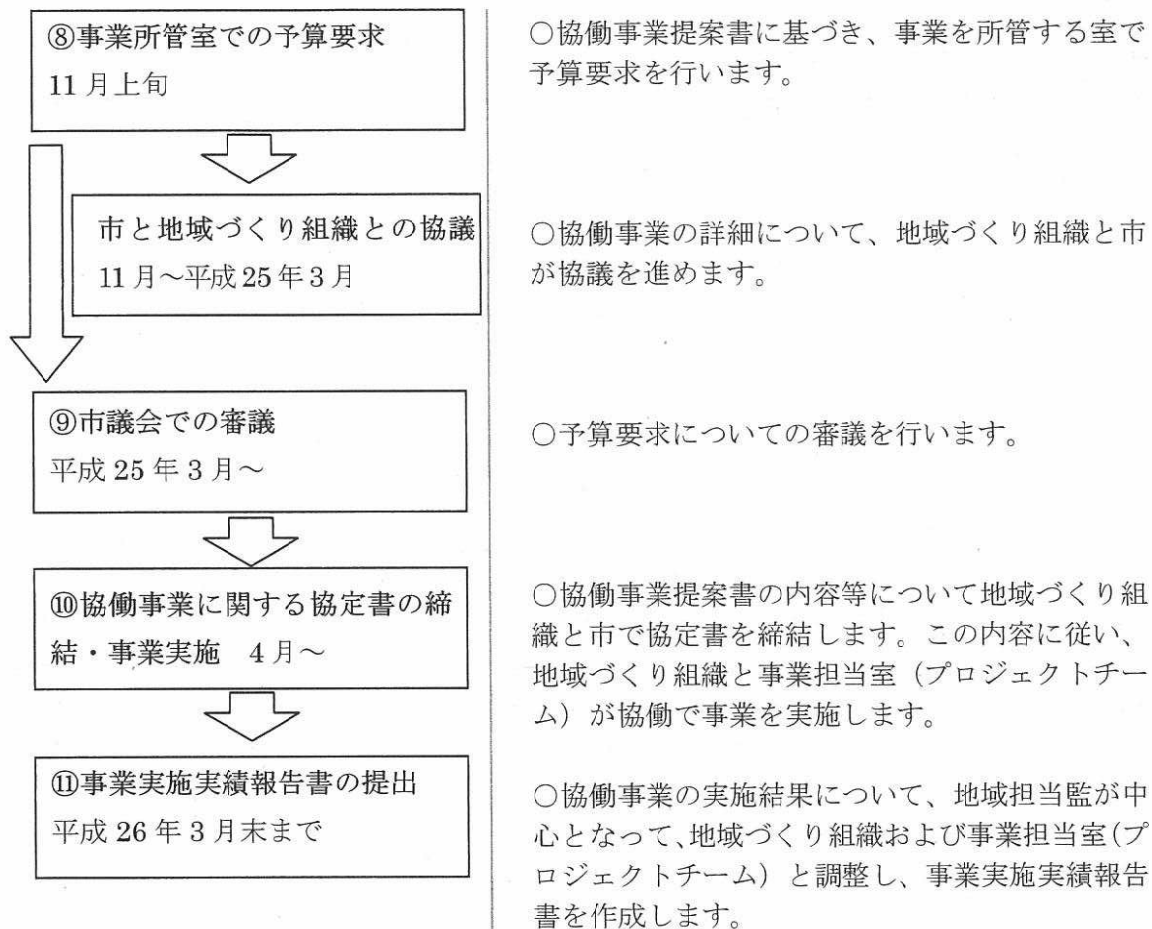 ⑧事業所管室での予算要求
11月上旬
○協働事業提案書に基づき、事業を所管する室で
予算要求を行います。
市と地域づくり組織との協議
11月~平成25年3月
○協働事業の詳細について、地域づくり組織と市
が協議を進めます。
⑨市議会での審議
平成25年3月~
○予算要求についての審議を行います。
⑩協働事業に関する協定書の締
結・事業実施 4月~
○協働事業提案書の内容等について地域づくり組
織と市で協定書を締結します。この内容に従い、
地域づくり組織と事業担当室(プロジェクトチー
ム)が協働で事業を実施します。
⑪事業実施実績報告書の提出
平成26年3月末まで
○協働事業の実施結果について、地域担当監が中
心となって、地域づくり組織および事業担当室(プ
ロジェクトチーム)と調整し、事業実施実績報告
書を作成します。